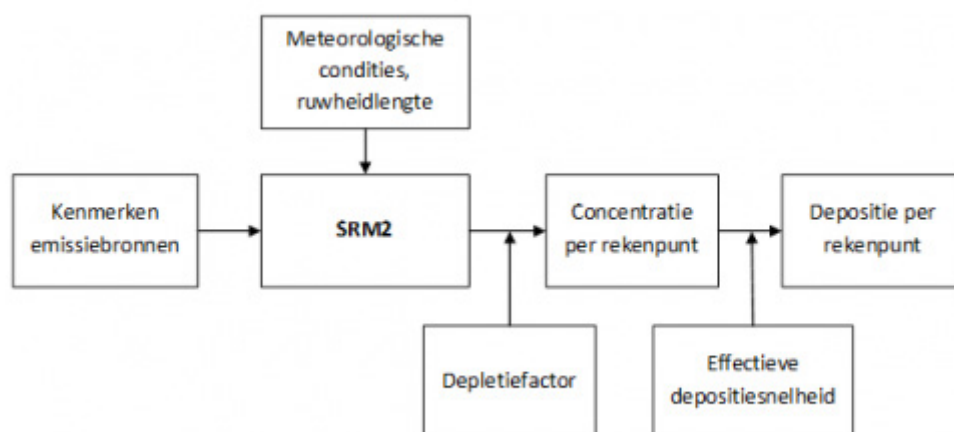 Meteorologische
condities,
ruwheidlengte
Kenmerken
emissiebronnen
SRM2
Concentratie
per rekenpunt
Depositie per
rekenpunt
Depletiefactor
Effectieve
depositiesnelheid